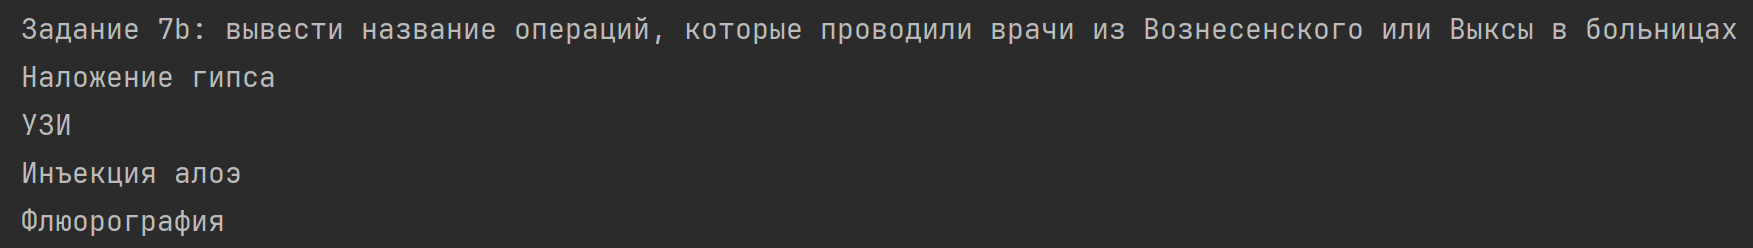 Задание 7b: вывести название операций, которые проводили врачи из Вознесенского или Выксы в больницах
Наложение гипса
УЗИ
Инъекция алоэ
Флюорография